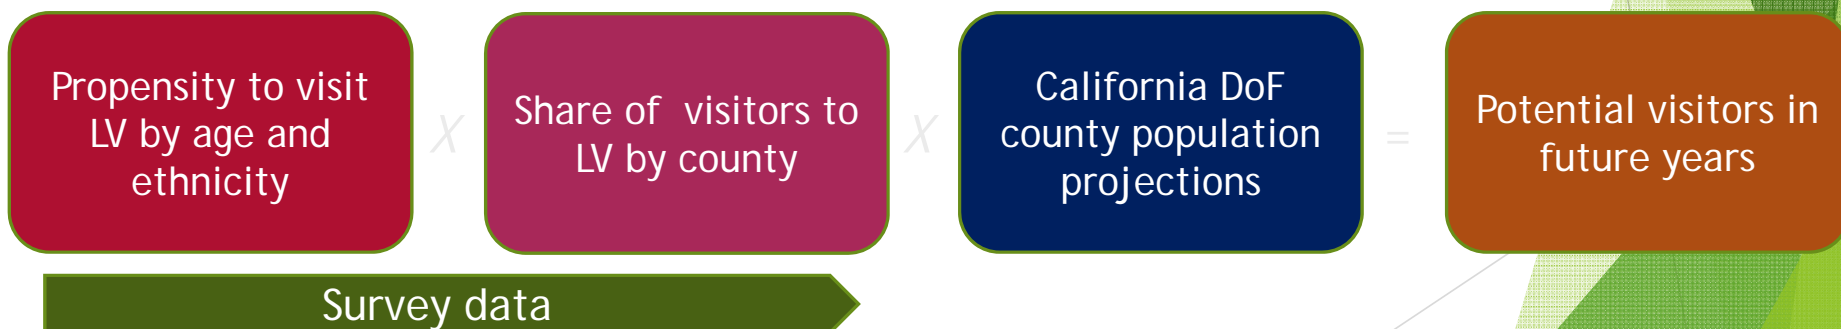 Propensity to visit
LV by age and
ethnicity
X
Share of visitors to
LV by county
X
California DoF
county population
projections
=
Potential visitors in
future years
Survey data